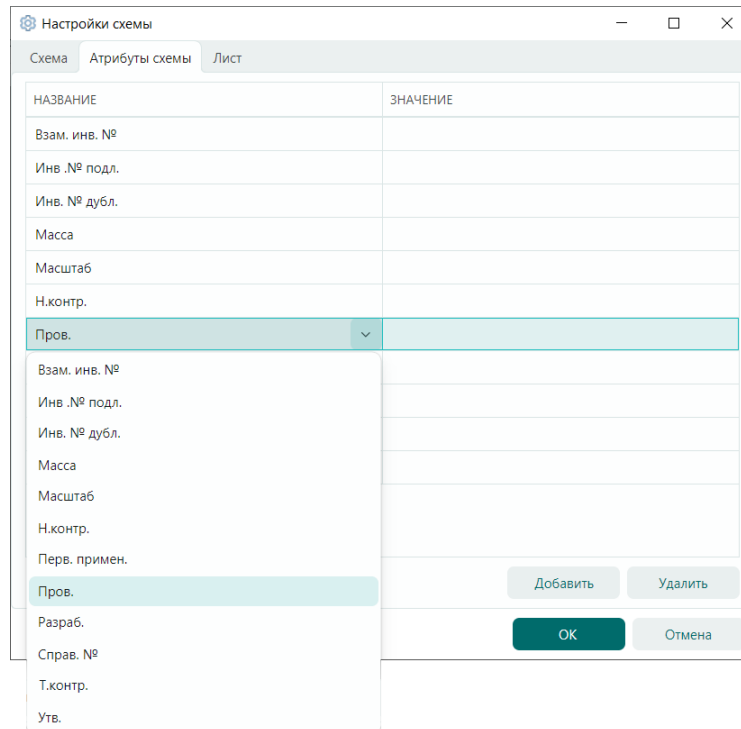 Настройки схемы
Схема Атрибуты схемы Лист
НАЗВАНИЕ ЗНАЧЕНИЕ
Взам. инв. №
Инв .№ подл.
Инв. № дубл.
Масса
Масштаб
Н.контр.
Пров.
Взам. инв. №
Инв .№ подл.
Инв. № дубл.
Масса
Масштаб
Н.контр.
Перв. примен.
Пров.
Разраб.
Справ. №
Т.контр.
Утв.
Добавить Удалить
ОК Отмена